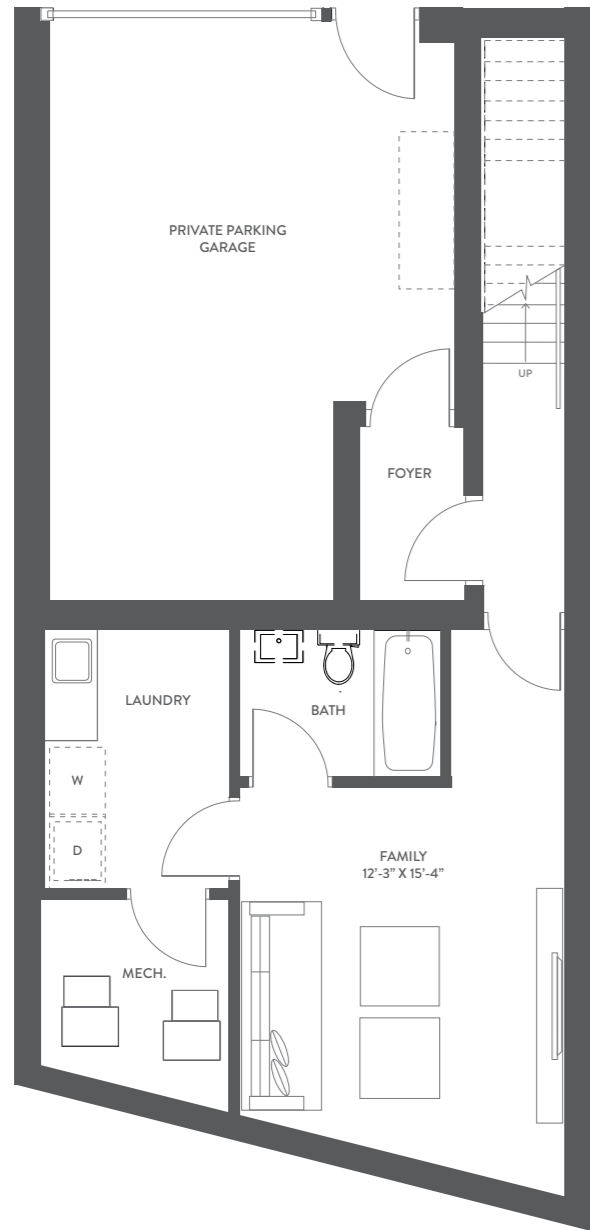 PRIVATE PARKING
GARAGE
UP
FOYER
LAUNDRY
BATH
W
D
FAMILY
12'-3” X 15'-4”
MECH.